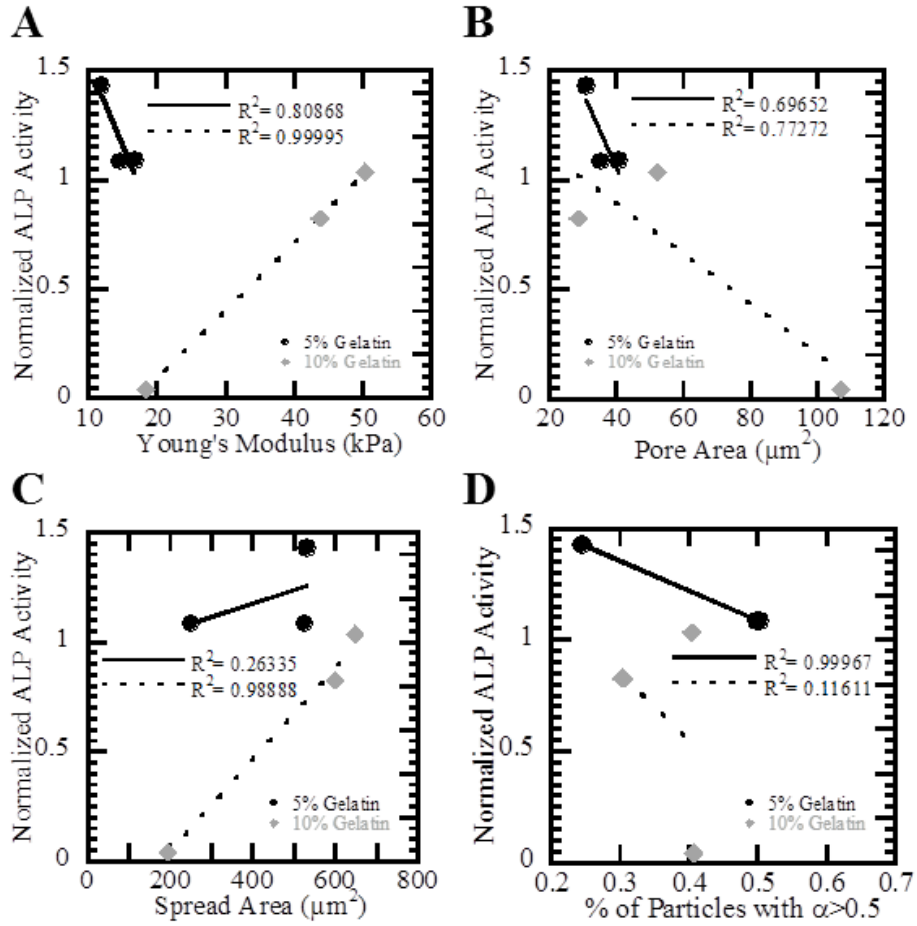 A
Normalized ALP Activity
1.5
1
0.5
0
R²= 0.80868
R²= 0.99995
5% Gelatin
10% Gelatin
10 20 30 40 50 60
Young's Modulus (kPa)
B
Normalized ALP Activity
1.5
1
0.5
0
R²= 0.69652
R²= 0.77272
5% Gelatin
10% Gelatin
20 40 60 80 100 120
Pore Area (μm²)
C
Normalized ALP Activity
1.5
1
0.5
0
R²= 0.26335
R²= 0.98888
5% Gelatin
10% Gelatin
0 200 400 600 800
Spread Area (μm²)
D
Normalized ALP Activity
1.5
1
0.5
0
R²= 0.99967
R²= 0.11611
5% Gelatin
10% Gelatin
0.2 0.3 0.4 0.5 0.6 0.7
% of Particles with α>0.5